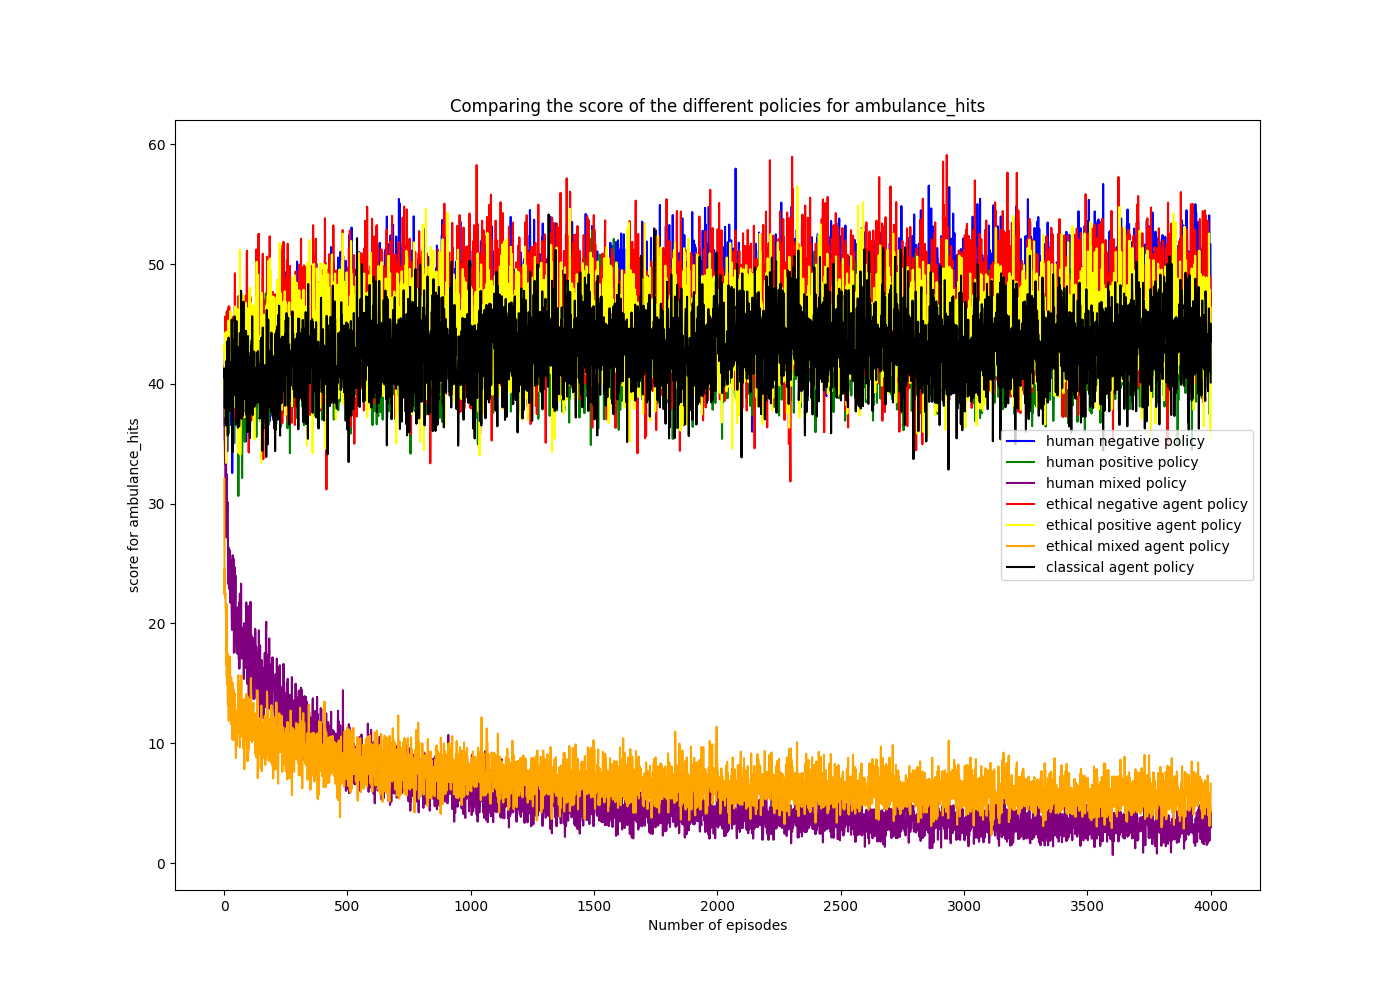 Comparing the score of the different policies for ambulance_hits
60
50
40
30
20
10
0
score for ambulance_hits
human negative policy
human positive policy
human mixed policy
ethical negative agent policy
ethical positive agent policy
ethical mixed agent policy
classical agent policy
0 500 1000 1500 2000 2500 3000 3500 4000
Number of episodes